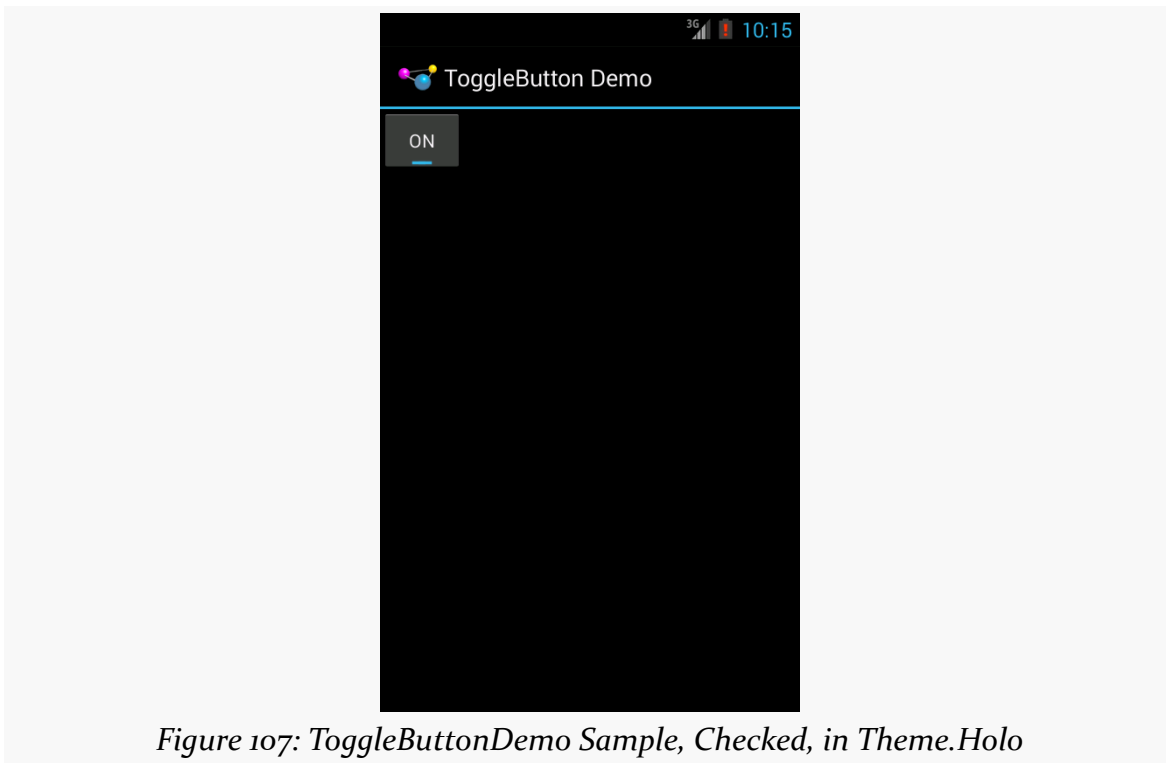 3G 10:15
ToggleButton Demo
ON
Figure 107: ToggleButtonDemo Sample, Checked, in Theme.Holo